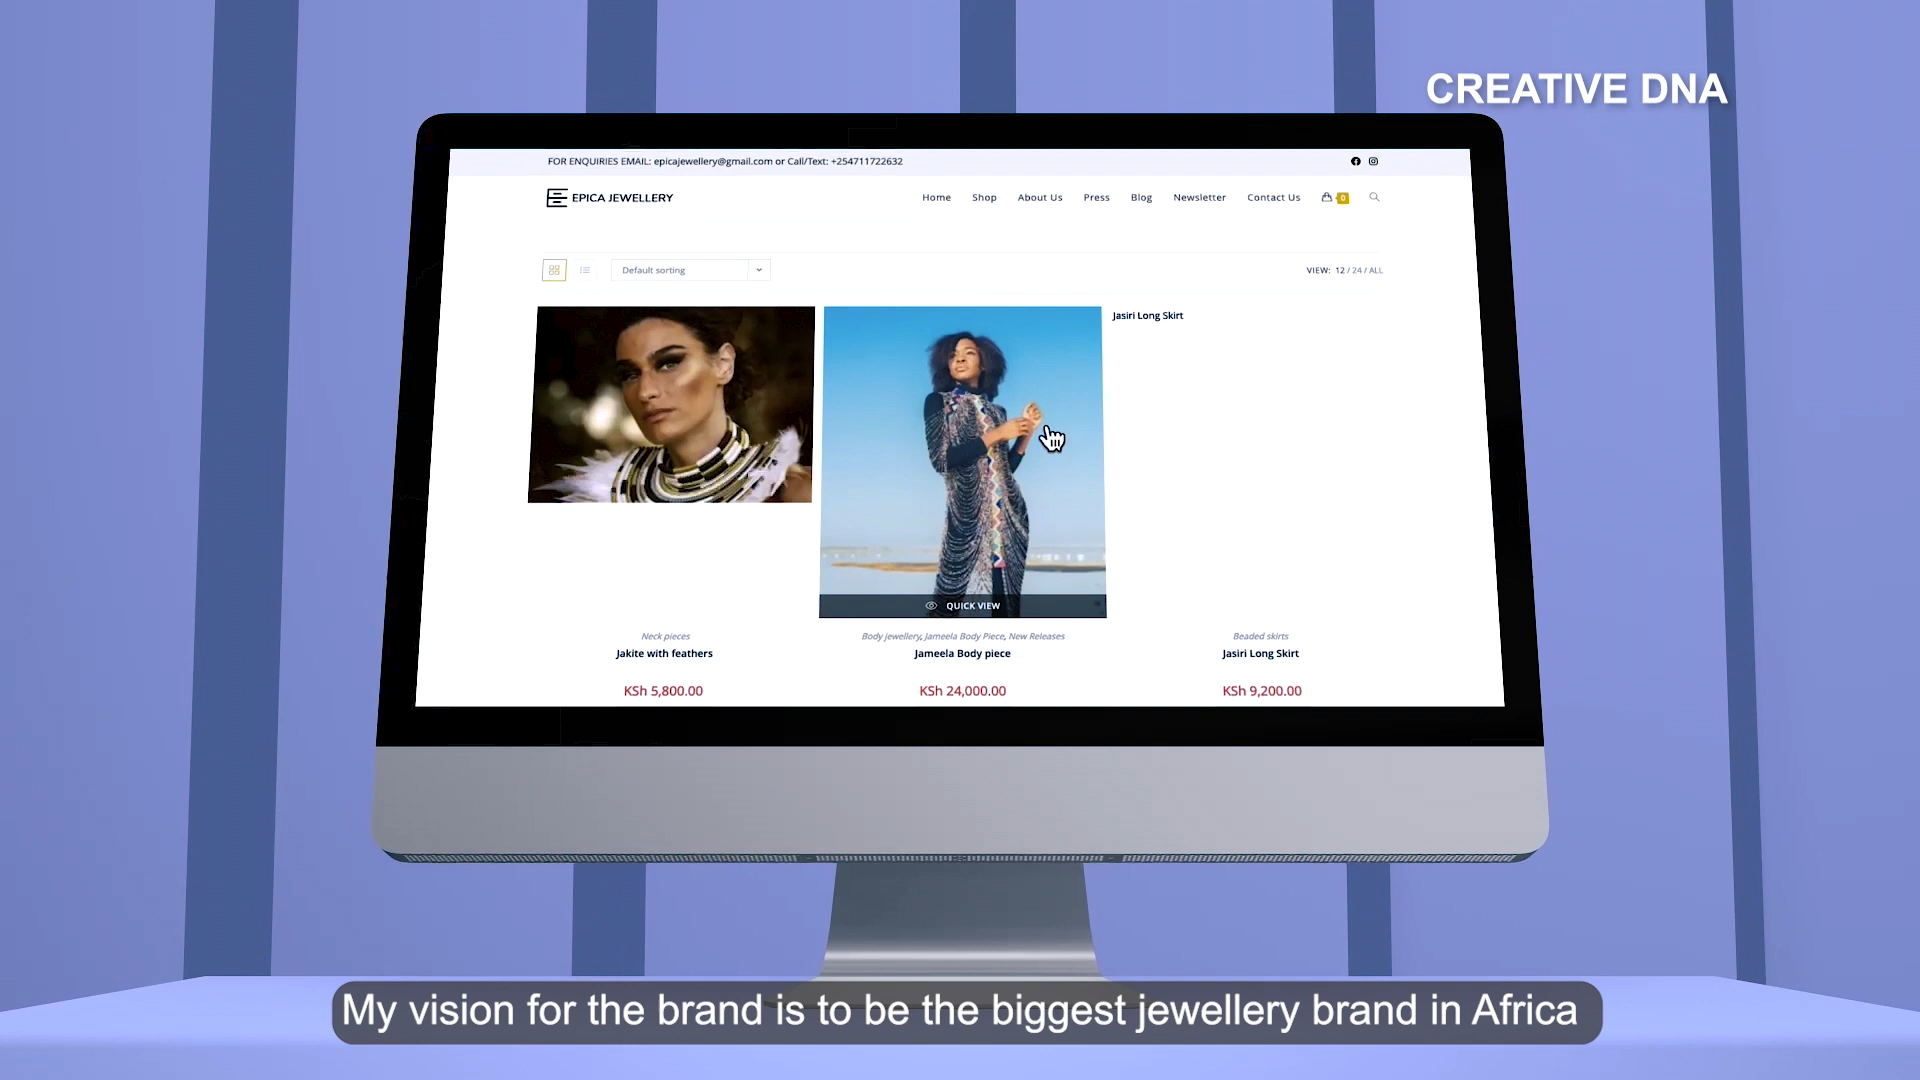 CREATIVE DNA
FOR ENQUIRIES EMAIL: epicajewellery@gmail.com or Call/Text: +254711722632
EPICA JEWELLERY
Home Shop About Us Press Blog Newsletter Contact Us 0
Default sorting
VIEW: 12 / 24 / ALL
Jasiri Long Skirt
QUICK VIEW
Neck pieces
Jakite with feathers
KSh 5,800.00
Body jewellery, Jameela Body Piece, New Releases
Jameela Body piece
KSh 24,000.00
Beaded skirts
Jasiri Long Skirt
KSh 9,200.00
My vision for the brand is to be the biggest jewellery brand in Africa